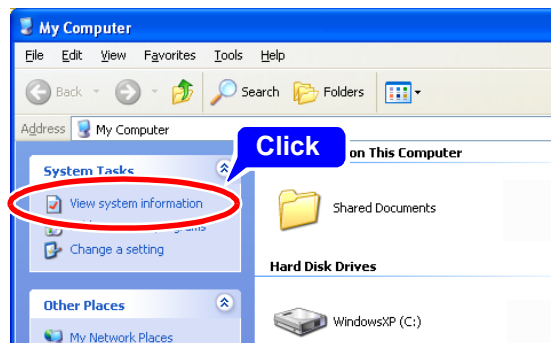 My Computer
File Edit View Favorites Tools Help
Back Search Folders
Address My Computer
Click
on This Computer
System Tasks
View system information
Shared Documents
Change a setting
Hard Disk Drives
Other Places
WindowsXP (C:)
My Network Places